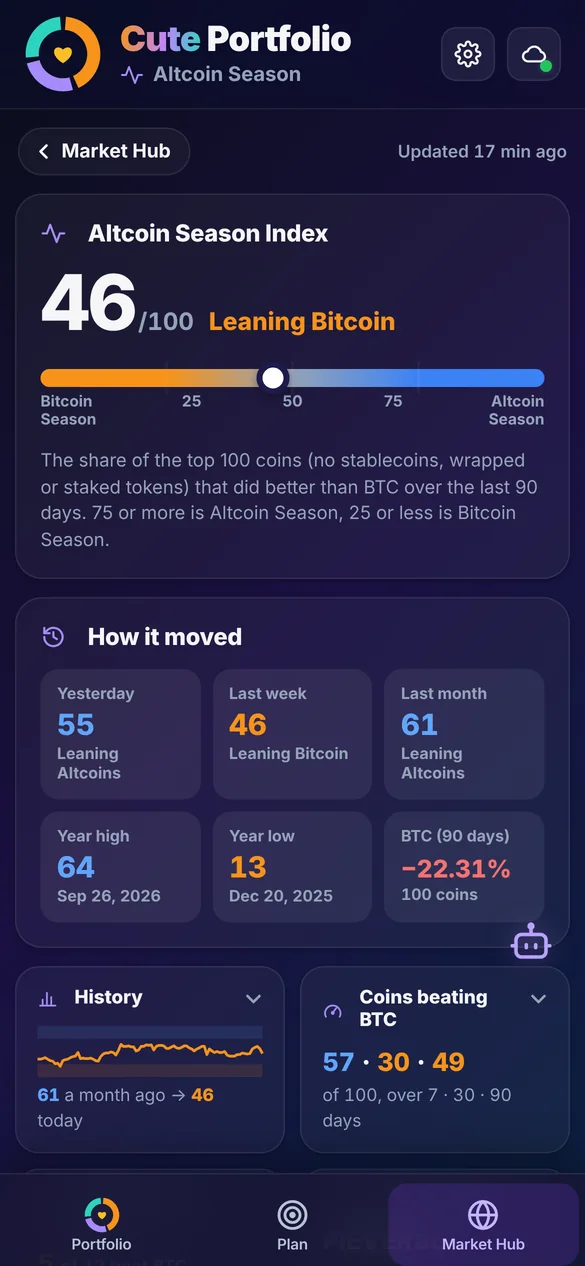 Cute Portfolio
Altcoin Season
Market Hub
Updated 17 min ago
Altcoin Season Index
46/100 Leaning Bitcoin
Bitcoin Season
25
50
75
Altcoin Season
The share of the top 100 coins (no stablecoins, wrapped
or staked tokens) that did better than BTC over the last 90
days. 75 or more is Altcoin Season, 25 or less is Bitcoin
Season.
How it moved
Yesterday
55
Leaning
Altcoins
Last week
46
Leaning Bitcoin
Last month
61
Leaning
Altcoins
Year high
64
Sep 26, 2026
Year low
13
Dec 20, 2025
BTC (90 days)
−22.31%
100 coins
History
61 a month ago → 46
today
Coins beating
BTC
57 · 30 · 49
of 100, over 7 · 30 · 90
days
Portfolio
Plan
Market Hub